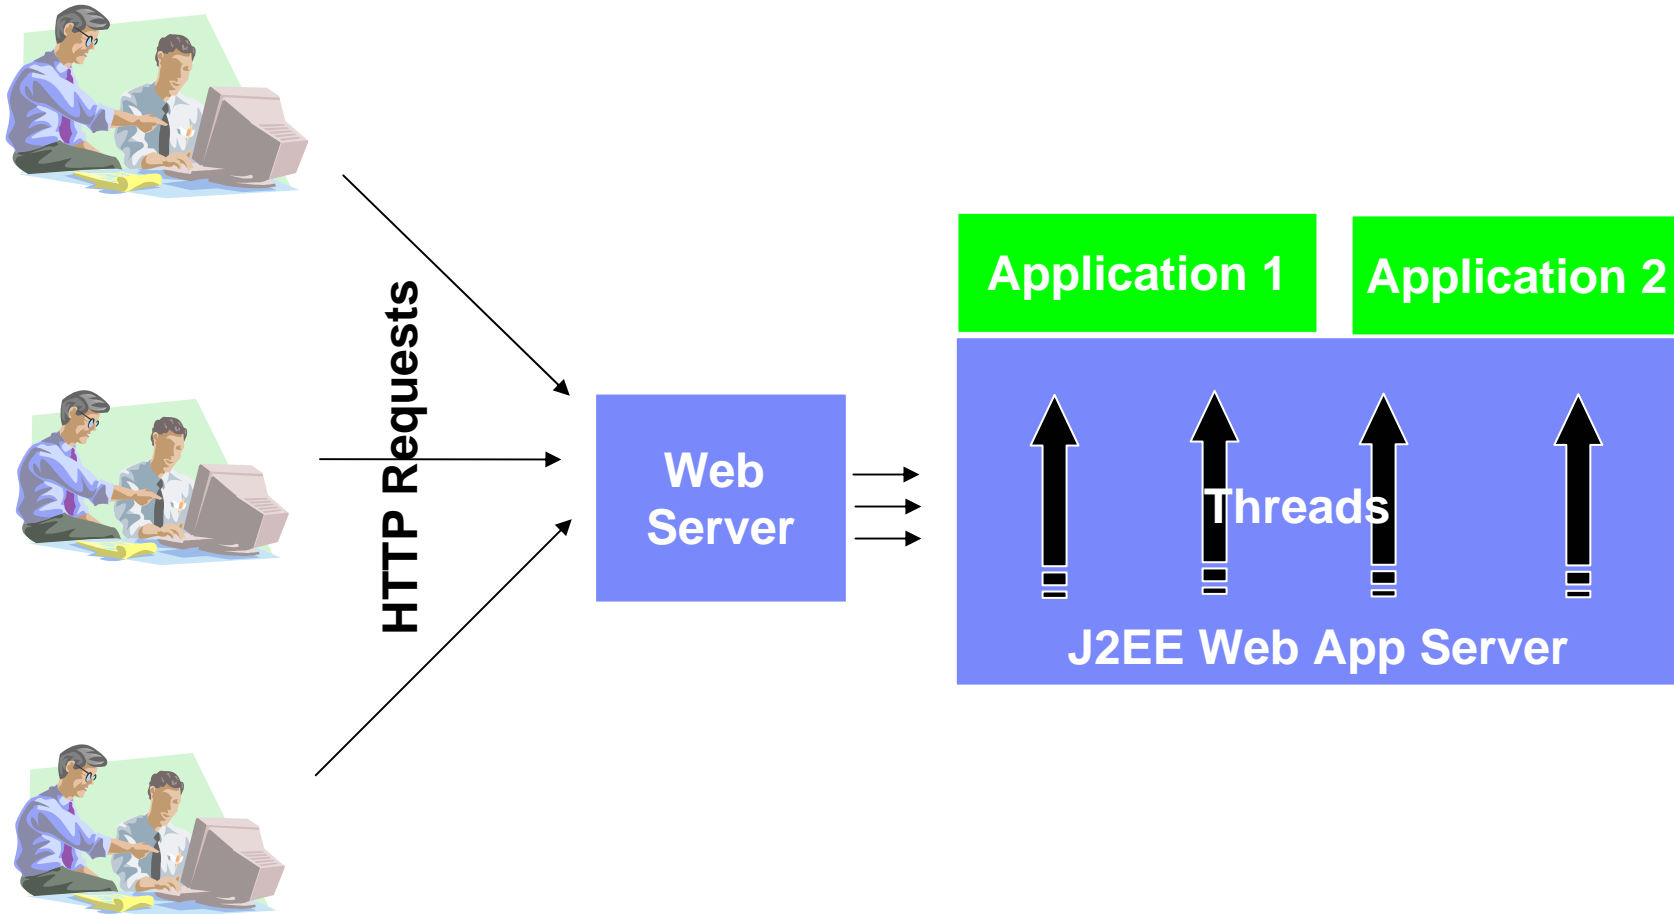 HTTP Requests
Web
Server
Application 1
Application 2
Threads
J2EE Web App Server